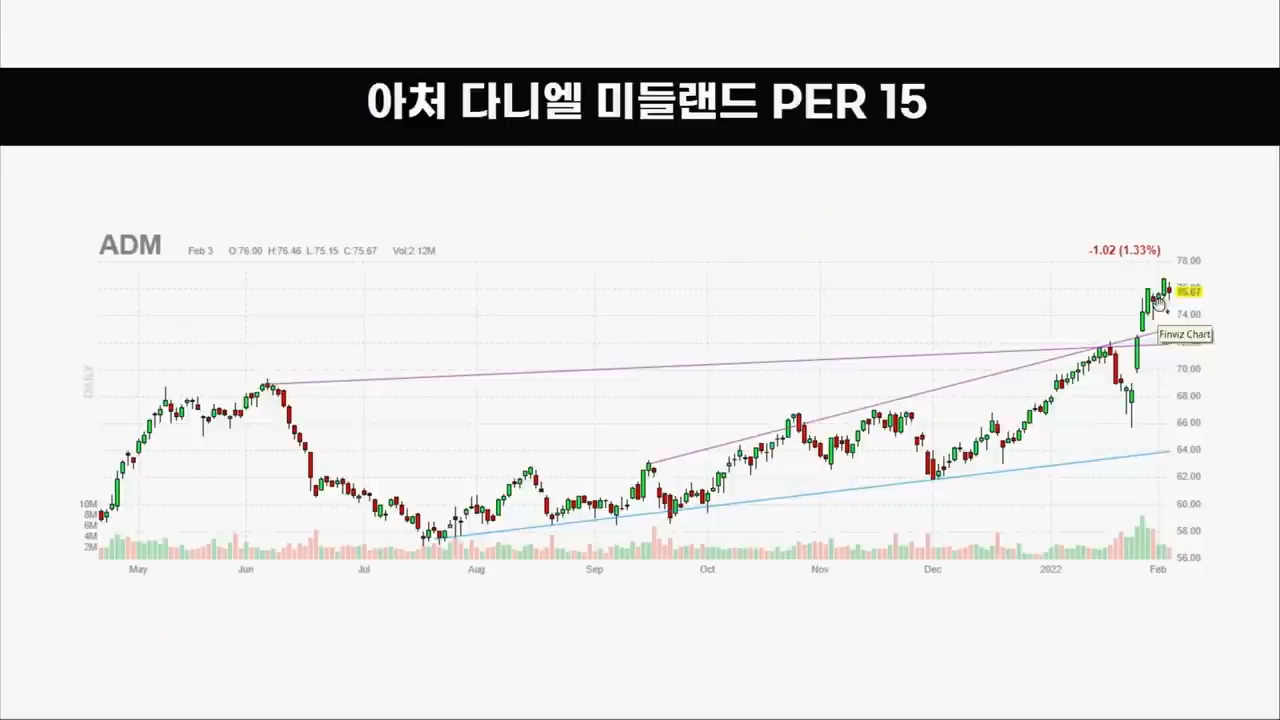 아처 다니엘 미들랜드 PER 15
ADM
Feb 3 O:76.00 H:76.46 L:75.15 C:75.67 Vol:2.12M
-1.02 (1.33%)
78.00
74.00
Finviz Chart
70.00
68.00
66.00
64.00
62.00
60.00
58.00
56.00
DAILY
10M
8M
6M
4M
2M
May Jun Jul Aug Sep Oct Nov Dec 2022 Feb